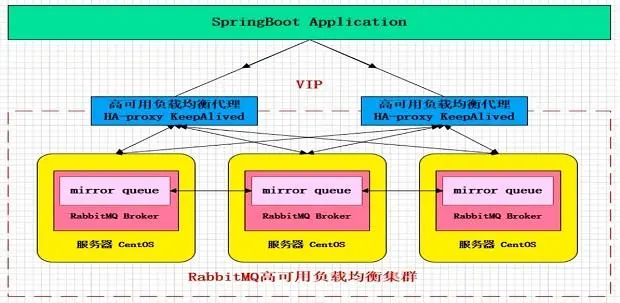 SpringBoot Application
VIP
高可用负载均衡代理
HA-proxy KeepAlived
高可用负载均衡代理
HA-proxy KeepAlived
mirror queue
RabbitMQ Broker
服务器 CentOS
mirror queue
RabbitMQ Broker
服务器 CentOS
mirror queue
RabbitMQ Broker
服务器 CentOS
RabbitMQ高可用负载均衡集群